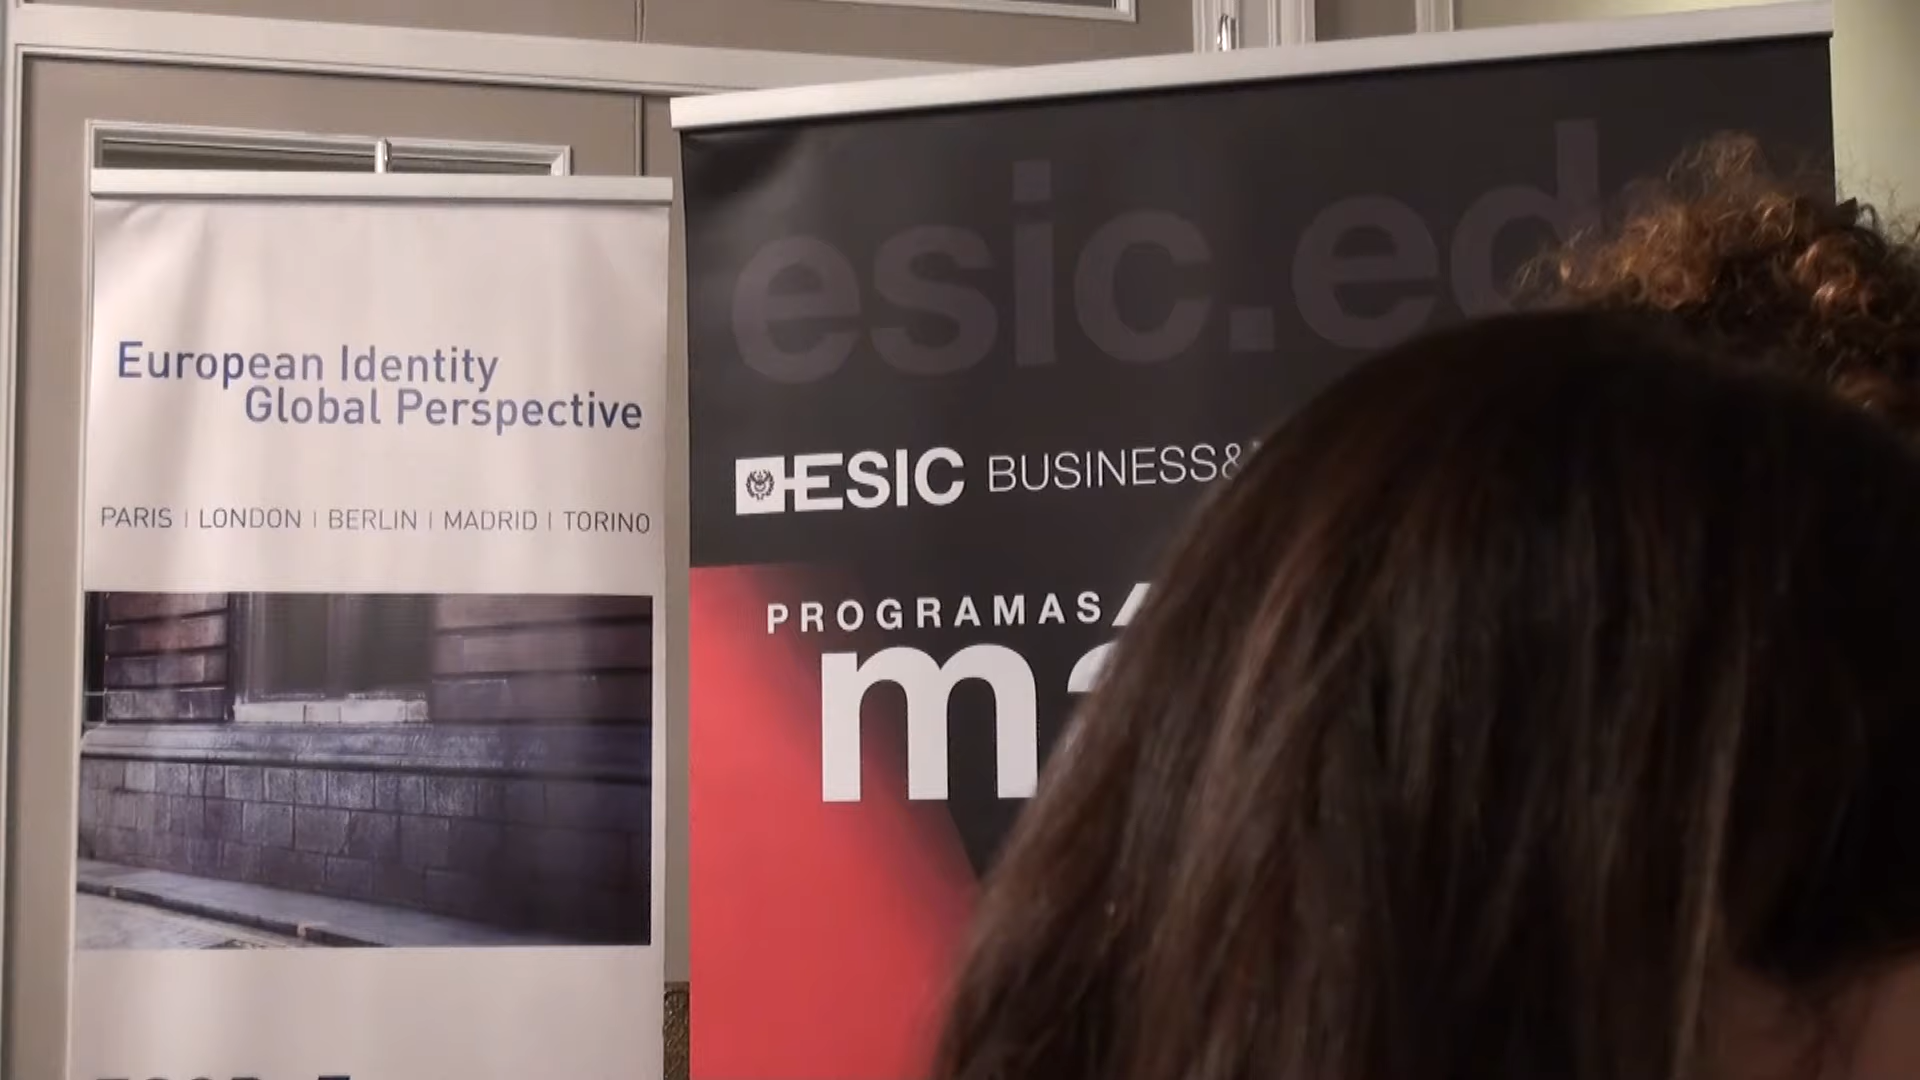 European Identity
Global Perspective
PARIS | LONDON | BERLIN | MADRID | TORINO
esic.ed
ESIC BUSINESS&
PROGRAMAS